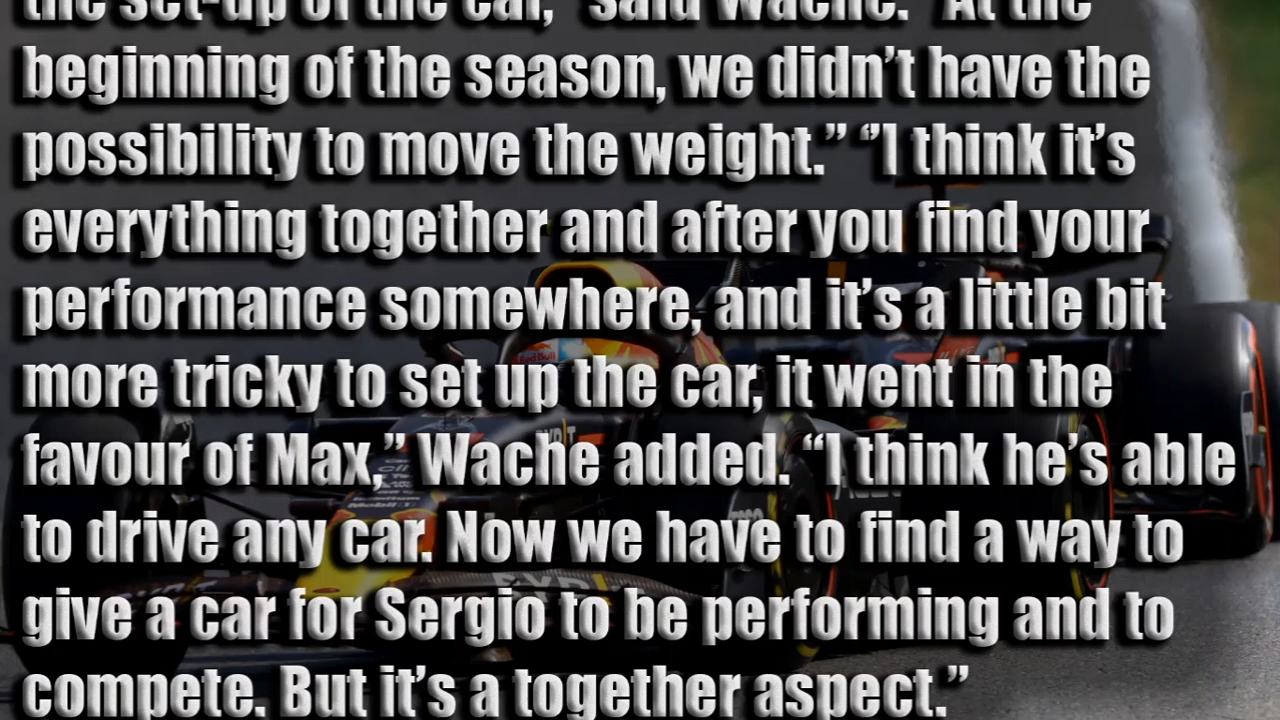 the set-up of the car,” said Wache. “At the
beginning of the season, we didn’t have the
possibility to move the weight.” “I think it’s
everything together and after you find your
performance somewhere, and it’s a little bit
more tricky to set up the car, it went in the
favour of Max,” Wache added. “I think he’s able
to drive any car. Now we have to find a way to
give a car for Sergio to be performing and to
compete. But it’s a together aspect.”
Red Bull